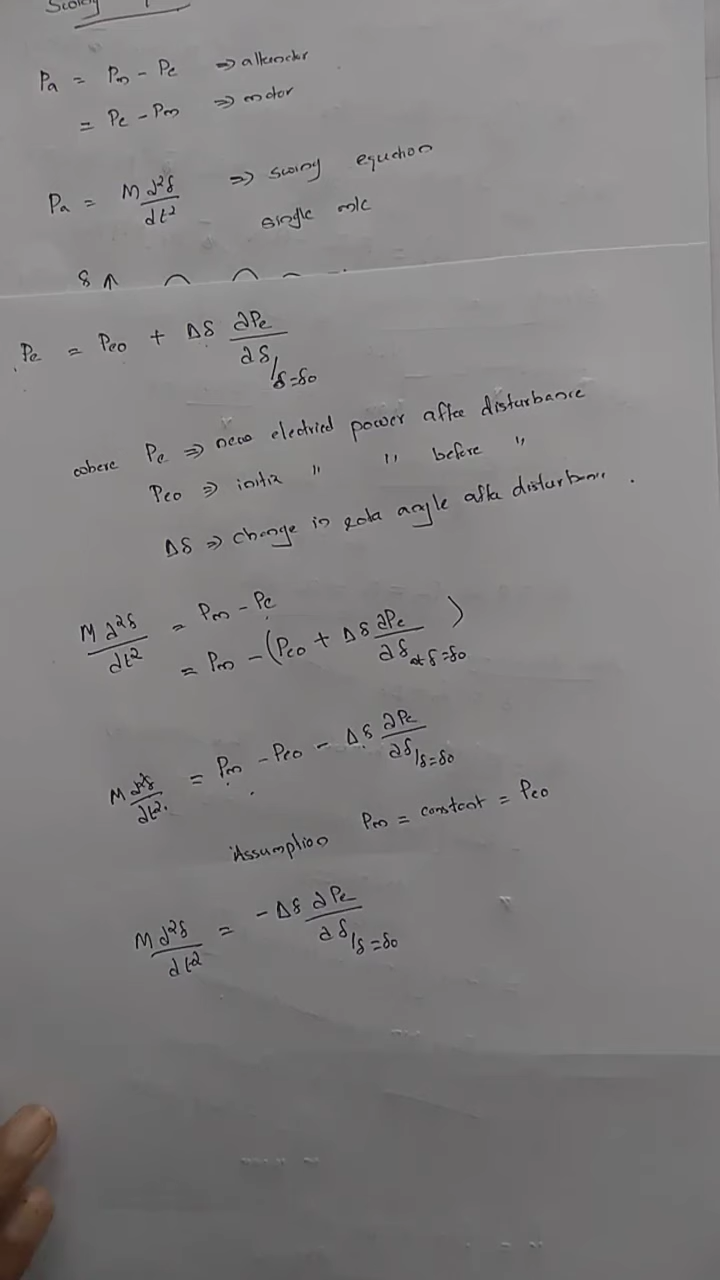 Swing
Pa = Pm - Pe ⇒ alternator
= Pe - Pm ⇒ motor
Pa = M d²δ/dt² ⇒ swing equation
single m/c
δ
Pe = Peo + Δδ ∂Pe/∂δ /δ=δo
where Pe ⇒ new electrical power after disturbance
Peo ⇒ initia " " before "
Δδ ⇒ change in rotor angle after disturbance.
M d²δ/dt² = Pm - Pe
= Pm - (Peo + Δδ ∂Pe/∂δ at δ=δo)
M d²δ/dt² = Pm - Peo - Δδ ∂Pe/∂δ /δ=δo
Assumption Pm = constant = Peo
M d²δ/dt² = -Δδ ∂Pe/∂δ /δ=δo